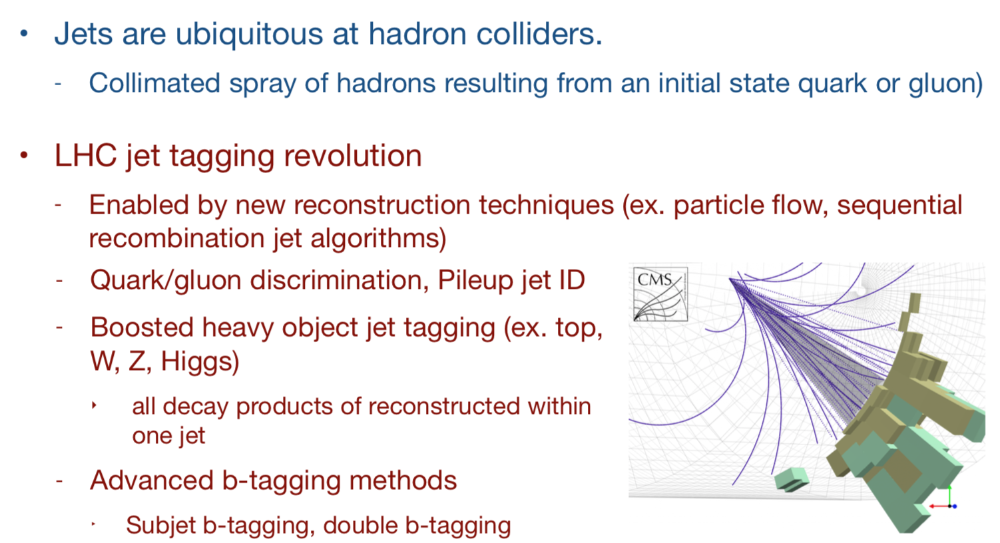 • Jets are ubiquitous at hadron colliders.
- Collimated spray of hadrons resulting from an initial state quark or gluon)
• LHC jet tagging revolution
- Enabled by new reconstruction techniques (ex. particle flow, sequential
recombination jet algorithms)
- Quark/gluon discrimination, Pileup jet ID
- Boosted heavy object jet tagging (ex. top,
W, Z, Higgs)
‣ all decay products of reconstructed within
one jet
- Advanced b-tagging methods
‣ Subjet b-tagging, double b-tagging
CMS